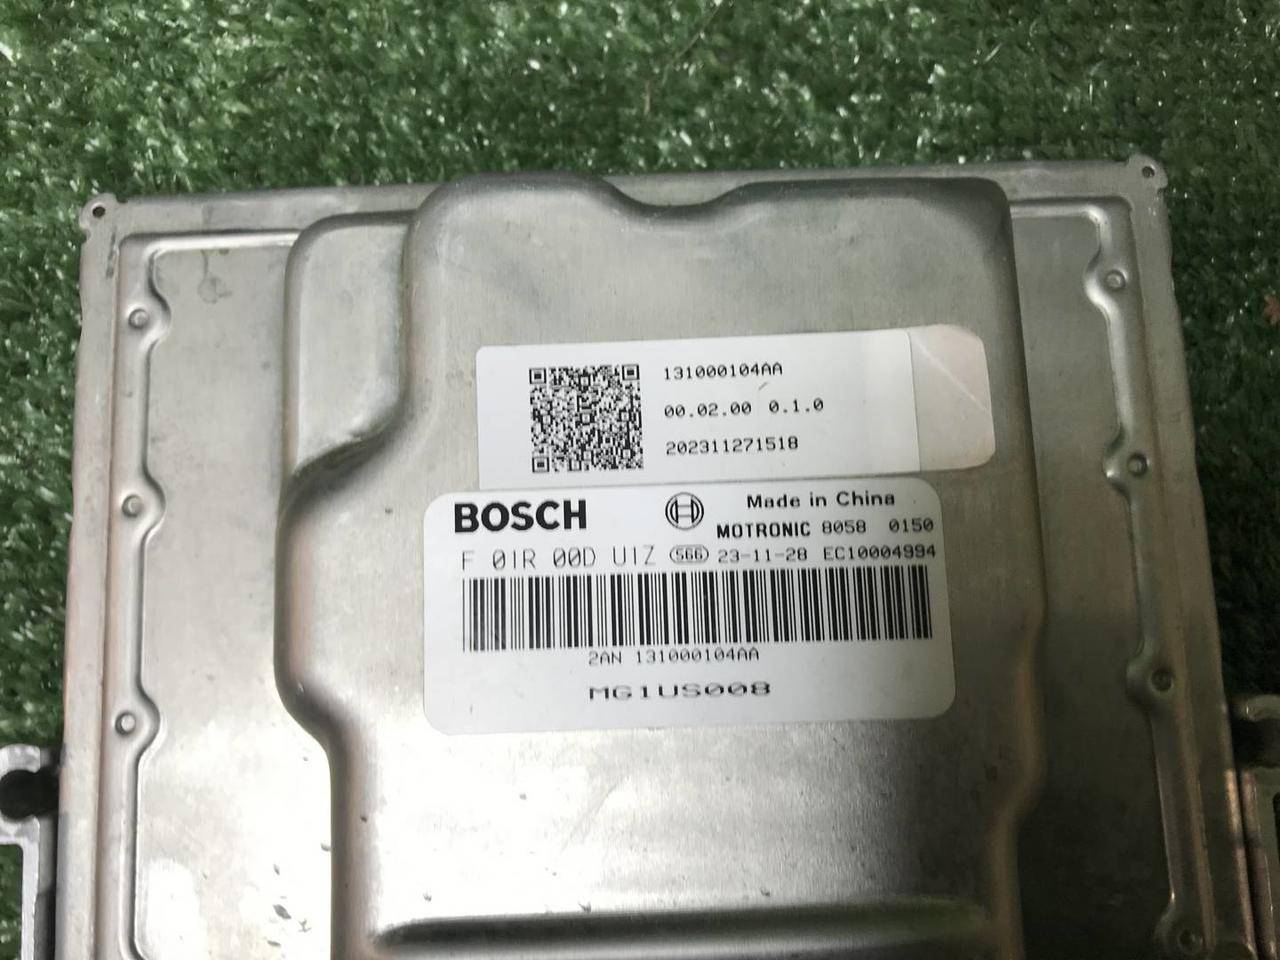 131000104AA
00.02.00 0.1.0
202311271518
BOSCH
Made in China
MOTRONIC 8058 0150
F 01R 00D U1Z 566 23-11-28 EC10004994
2AN 131000104AA
MG1US008